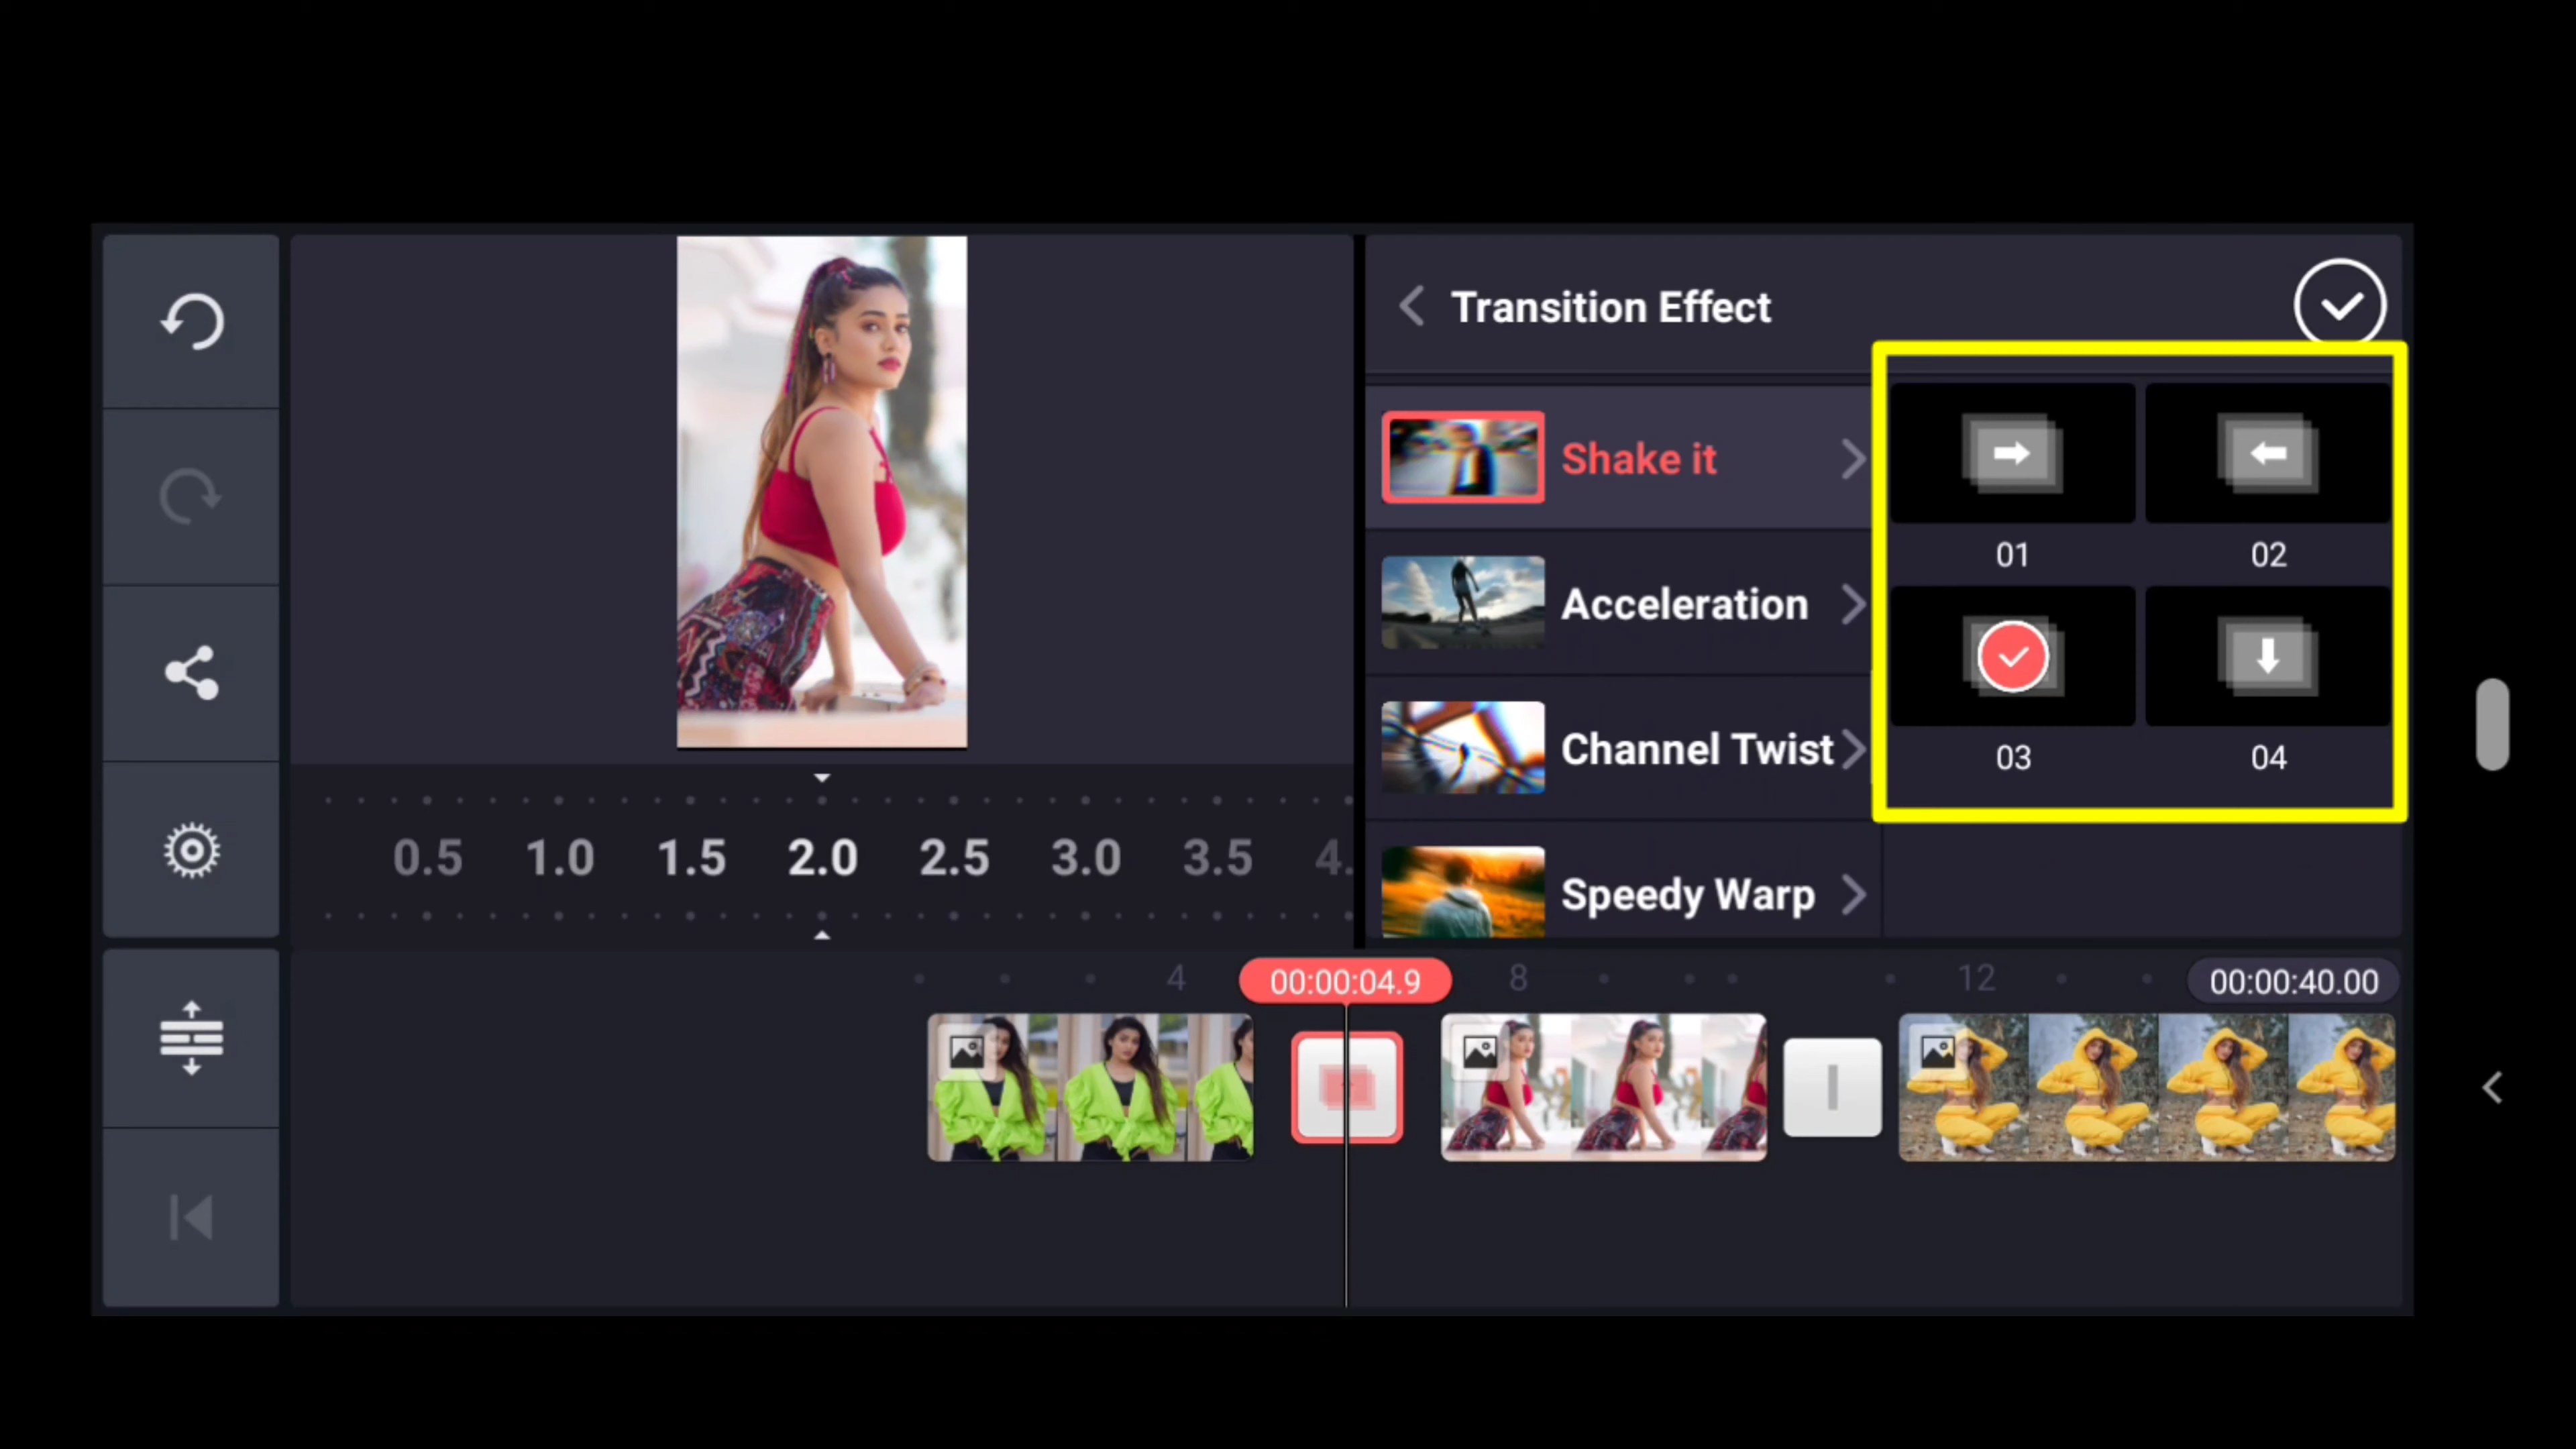 Transition Effect
Shake it
01
02
Acceleration
03
04
Channel Twist
Speedy Warp
0.5 1.0 1.5 2.0 2.5 3.0 3.5 4.
4
00:00:04.9
8
12
00:00:40.00